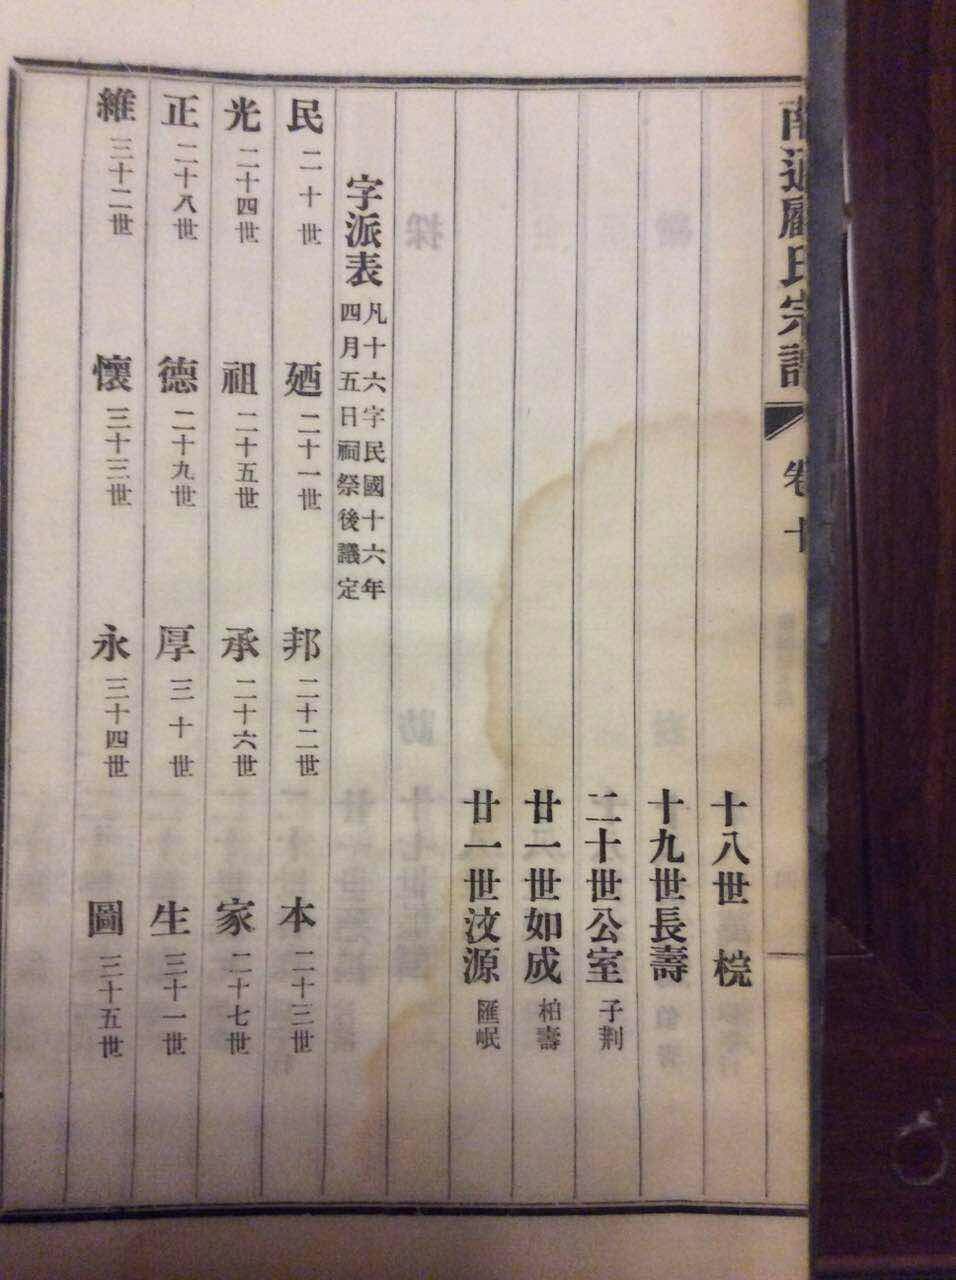 南通顧氏宗譜 卷十
十八世 梡
十九世長壽
二十世公室 子荆
廿一世如成 柏壽
廿一世汶源 匯岷
字派表 凡十六字民國十六年
四月五日祠祭後議定
民 二十世 廼 二十一世 邦 二十二世 本 二十三世
光 二十四世 祖 二十五世 承 二十六世 家 二十七世
正 二十八世 德 二十九世 厚 三十世 生 三十一世
維 三十二世 懷 三十三世 永 三十四世 圖 三十五世